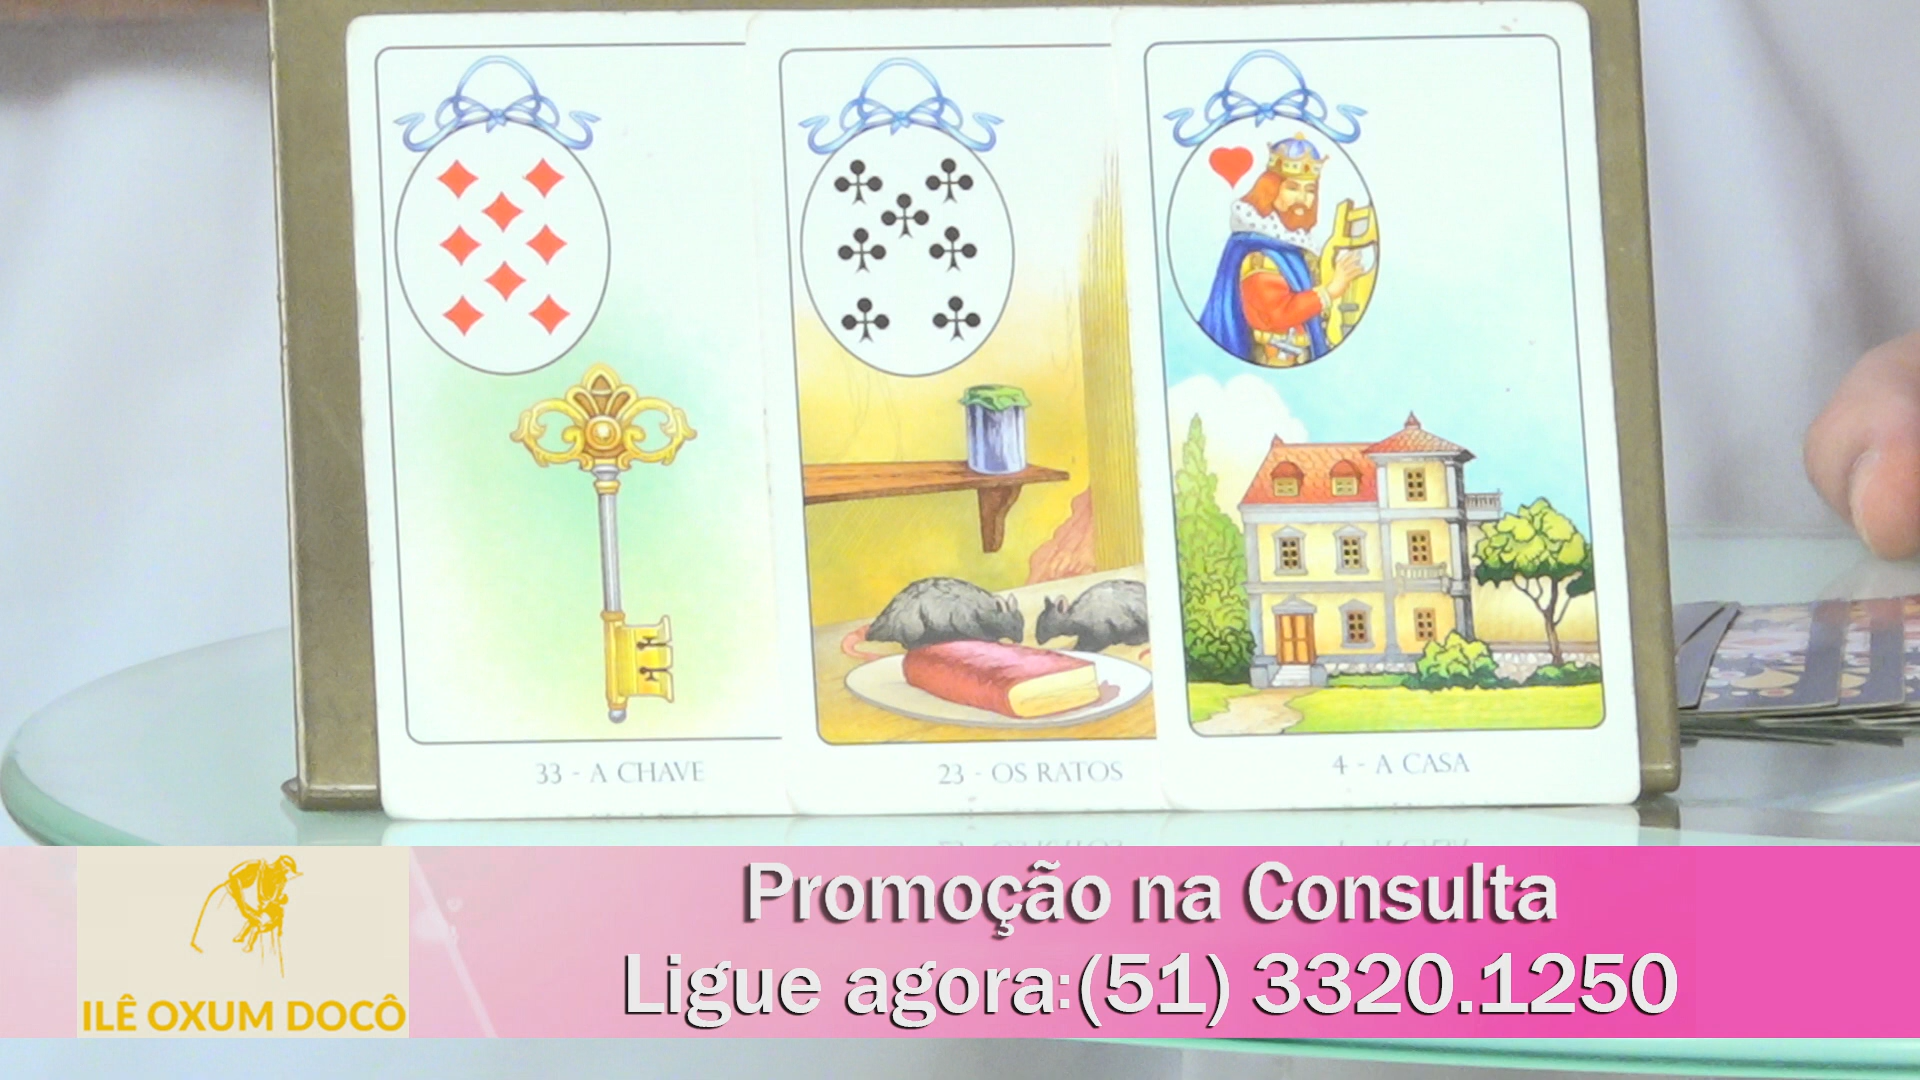 33 - A CHAVE
23 - OS RATOS
4 - A CASA
Promoção na Consulta
Ligue agora:(51) 3320.1250
ILÊ OXUM DOCÔ